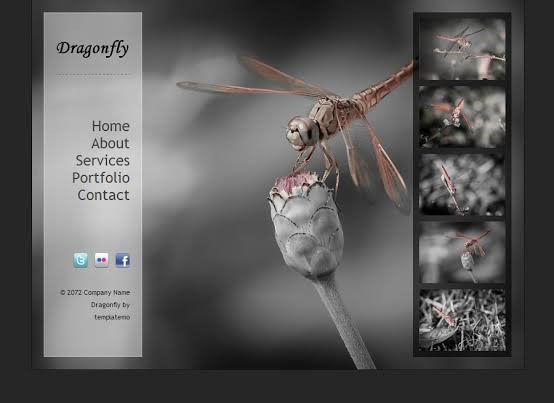 Dragonfly
Home
About
Services
Portfolio
Contact
© 2072 Company Name
Dragonfly by
templatemo